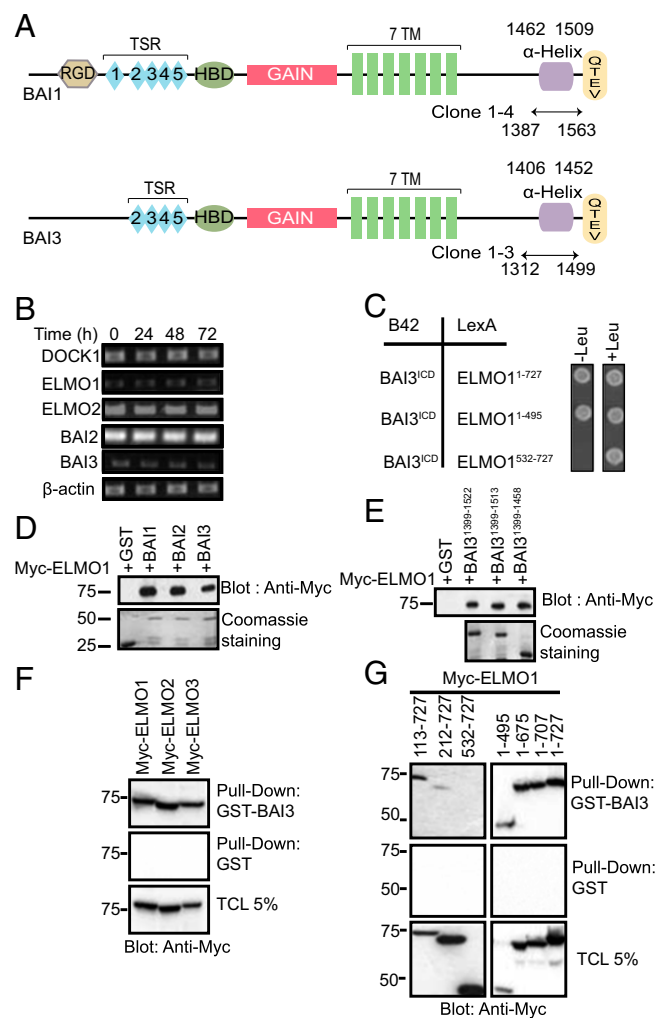 A
TSR
7 TM
1462 1509
α-Helix
RGD
1 2 3 4 5
HBD
GAIN
QTEV
BAI1
Clone 1-4
1387 1563
TSR
7 TM
1406 1452
α-Helix
2 3 4 5
HBD
GAIN
QTEV
BAI3
Clone 1-3
1312 1499
B
Time (h) 0 24 48 72
DOCK1
ELMO1
ELMO2
BAI2
BAI3
β-actin
C
B42 LexA
-Leu
+Leu
BAI3ICD ELMO11-727
BAI3ICD ELMO11-495
BAI3ICD ELMO1532-727
D
Myc-ELMO1
+GST
+BAI1
+BAI2
+BAI3
75
Blot : Anti-Myc
50
25
Coomassie
staining
E
Myc-ELMO1
+GST
+BAI31399-1522
+BAI31399-1513
+BAI31399-1458
75
Blot : Anti-Myc
Coomassie
staining
F
Myc-ELMO1
Myc-ELMO2
Myc-ELMO3
75
Pull-Down:
GST-BAI3
75
Pull-Down:
GST
75
TCL 5%
Blot: Anti-Myc
G
Myc-ELMO1
113-727
212-727
532-727
1-495
1-675
1-707
1-727
75
50
Pull-Down:
GST-BAI3
75
50
Pull-Down:
GST
75
50
TCL 5%
Blot: Anti-Myc